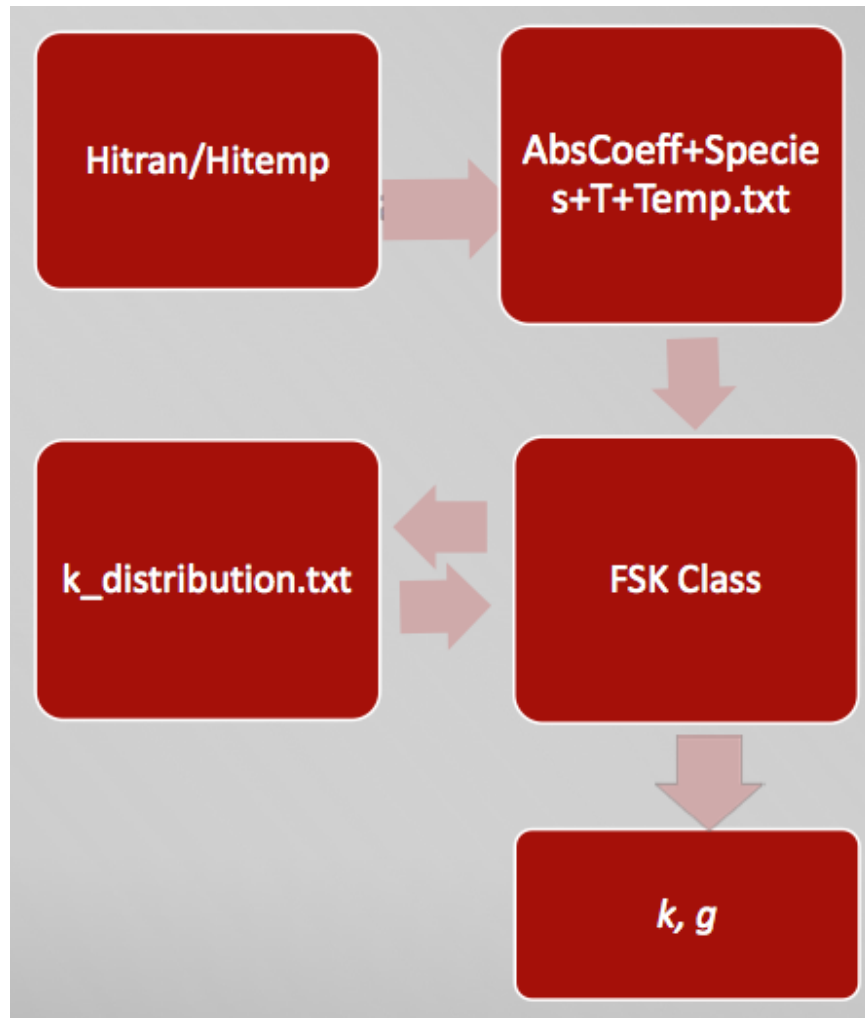 Hitran/Hitemp
AbsCoeff+Specie
s+T+Temp.txt
k_distribution.txt
FSK Class
k, g